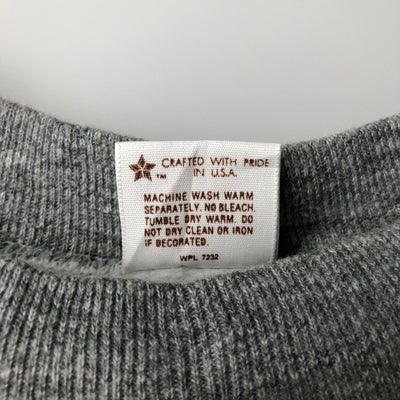 CRAFTED WITH PRIDE
IN U.S.A.
TM
MACHINE WASH WARM
SEPARATELY. NO BLEACH.
TUMBLE DRY WARM. DO
NOT DRY CLEAN OR IRON
IF DECORATED.
WPL 7232